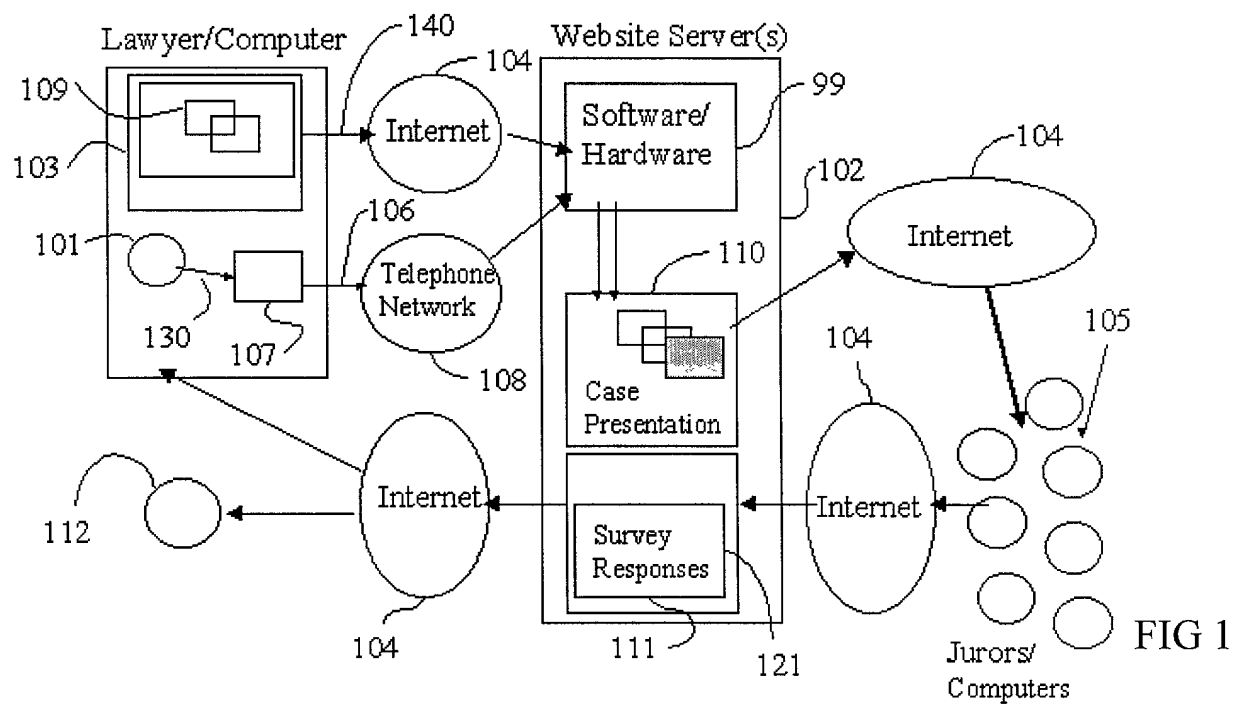 Lawyer/Computer
140
Website Server(s)
104
109
Internet
Software/
Hardware
99
103
104
102
106
101
Internet
Telephone
Network
110
130
107
108
104
105
Case
Presentation
112
Internet
Internet
Survey
Responses
104
111
121
FIG 1
Jurors/
Computers